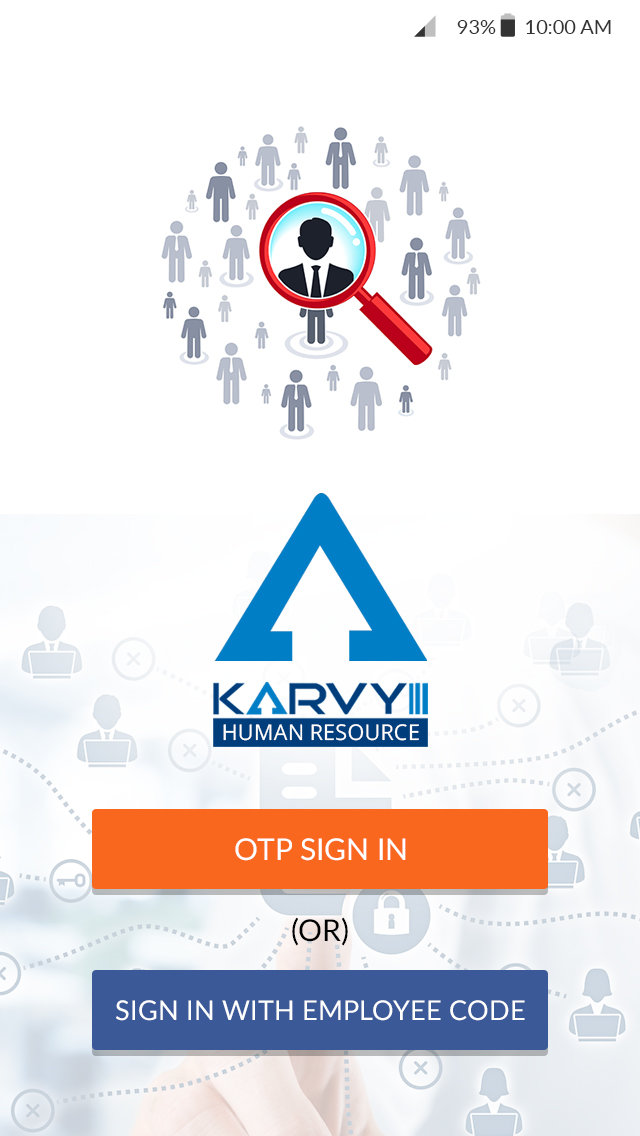 93% 10:00 AM
KARVY
HUMAN RESOURCE
OTP SIGN IN
(OR)
SIGN IN WITH EMPLOYEE CODE